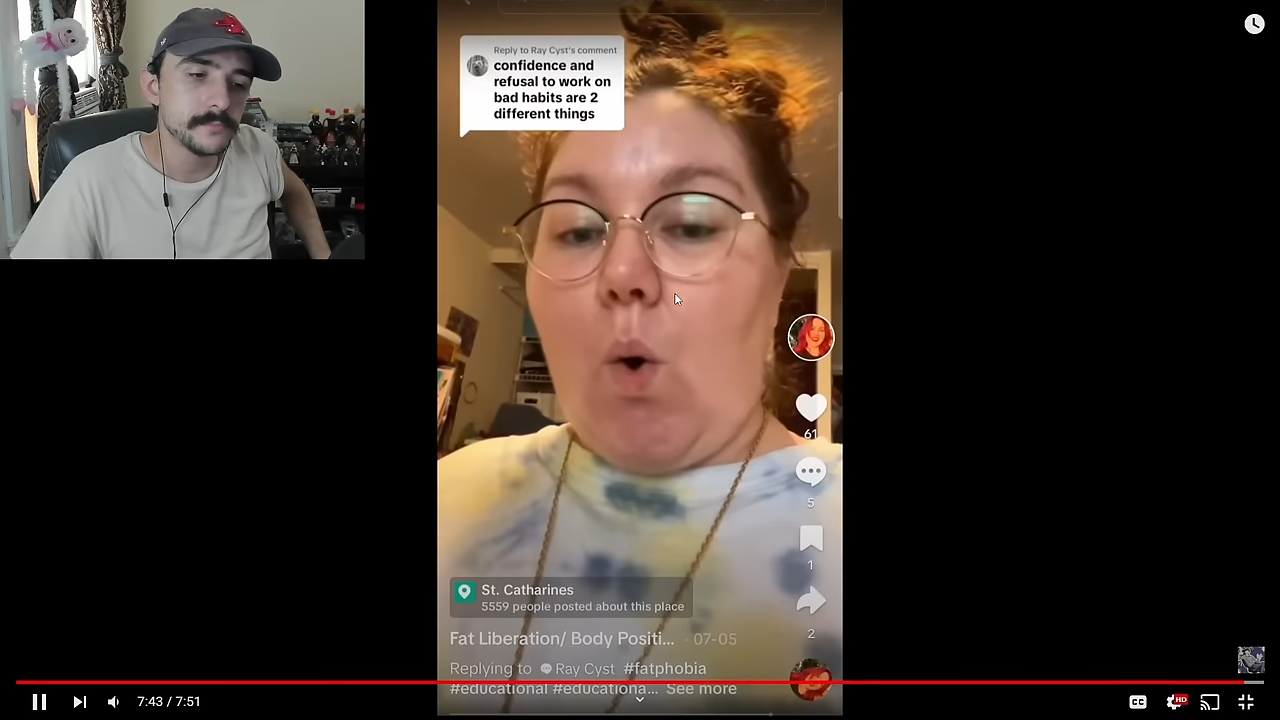 Reply to Ray Cyst's comment
confidence and
refusal to work on
bad habits are 2
different things
61
5
1
St. Catharines
5559 people posted about this place
2
Fat Liberation/ Body Positi... · 07-05
Replying to Ray Cyst #fatphobia
#educational #educationa... See more
7:43 / 7:51
CC
HD